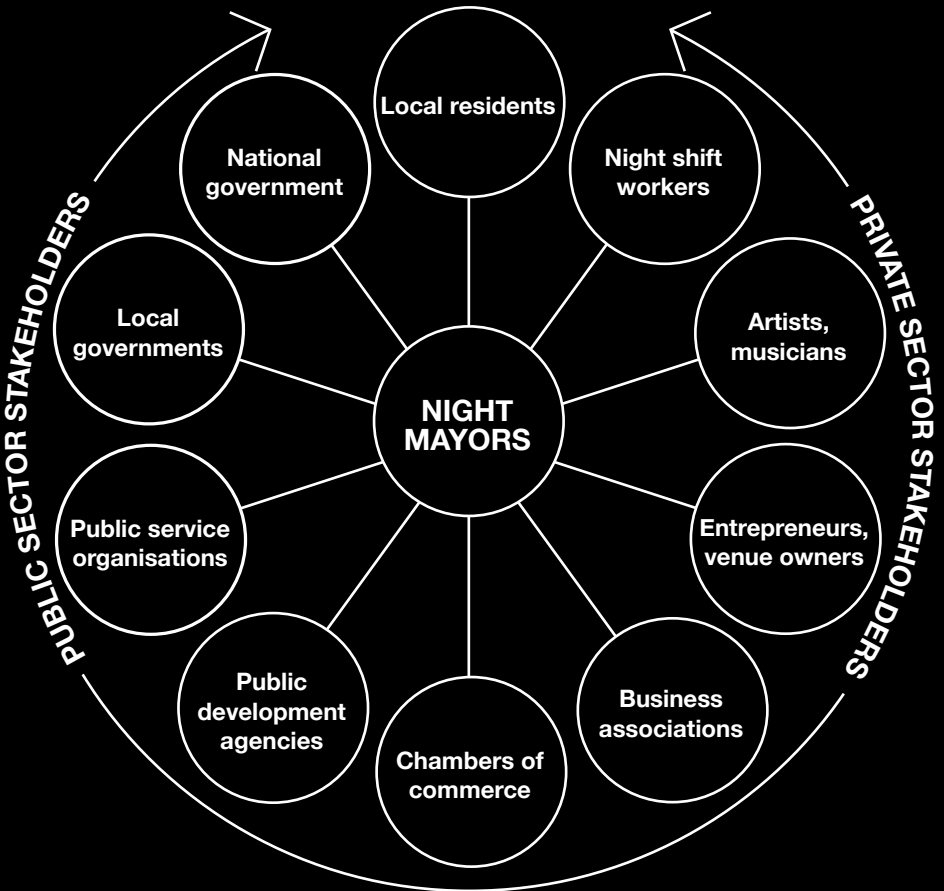 Local residents
National
government
Night shift
workers
Local
governments
Artists,
musicians
NIGHT
MAYORS
Public service
organisations
Entrepreneurs,
venue owners
Public
development
agencies
Business
associations
Chambers of
commerce
PUBLIC SECTOR STAKEHOLDERS
PRIVATE SECTOR STAKEHOLDERS